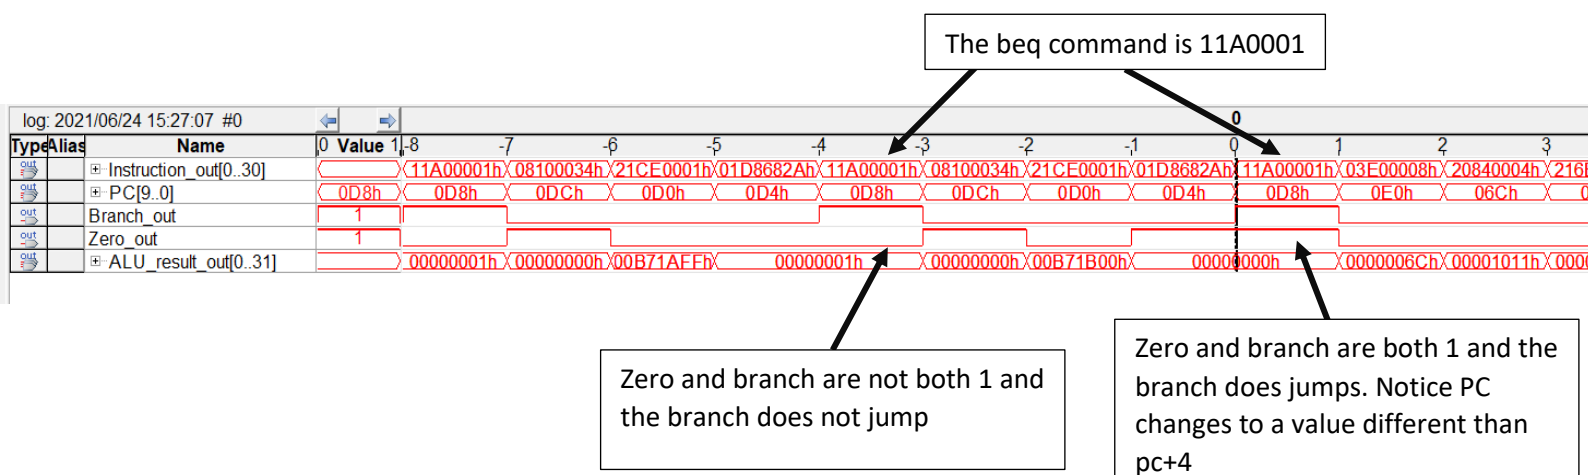 The beq command is 11A0001
log: 2021/06/24 15:27:07 #0
0
Type Alias Name 0 Value 1 -8 -7 -6 -5 -4 -3 -2 -1 0 1 2 3
out Instruction_out[0..30] 11A00001h 08100034h 21CE0001h 01D8682Ah 11A00001h 08100034h 21CE0001h 01D8682Ah 11A00001h 03E00008h 20840004h
out PC[9..0] 0D8h 0D8h 0DCh 0D0h 0D4h 0D8h 0DCh 0D0h 0D4h 0D8h 0E0h 06Ch
out Branch_out 1
out Zero_out 1
out ALU_result_out[0..31] 00000001h 00000000h 00B71AFFh 00000001h 00000000h 00B71B00h 00000000h 0000006Ch 00001011h
Zero and branch are not both 1 and
the branch does not jump
Zero and branch are both 1 and the
branch does jumps. Notice PC
changes to a value different than
pc+4